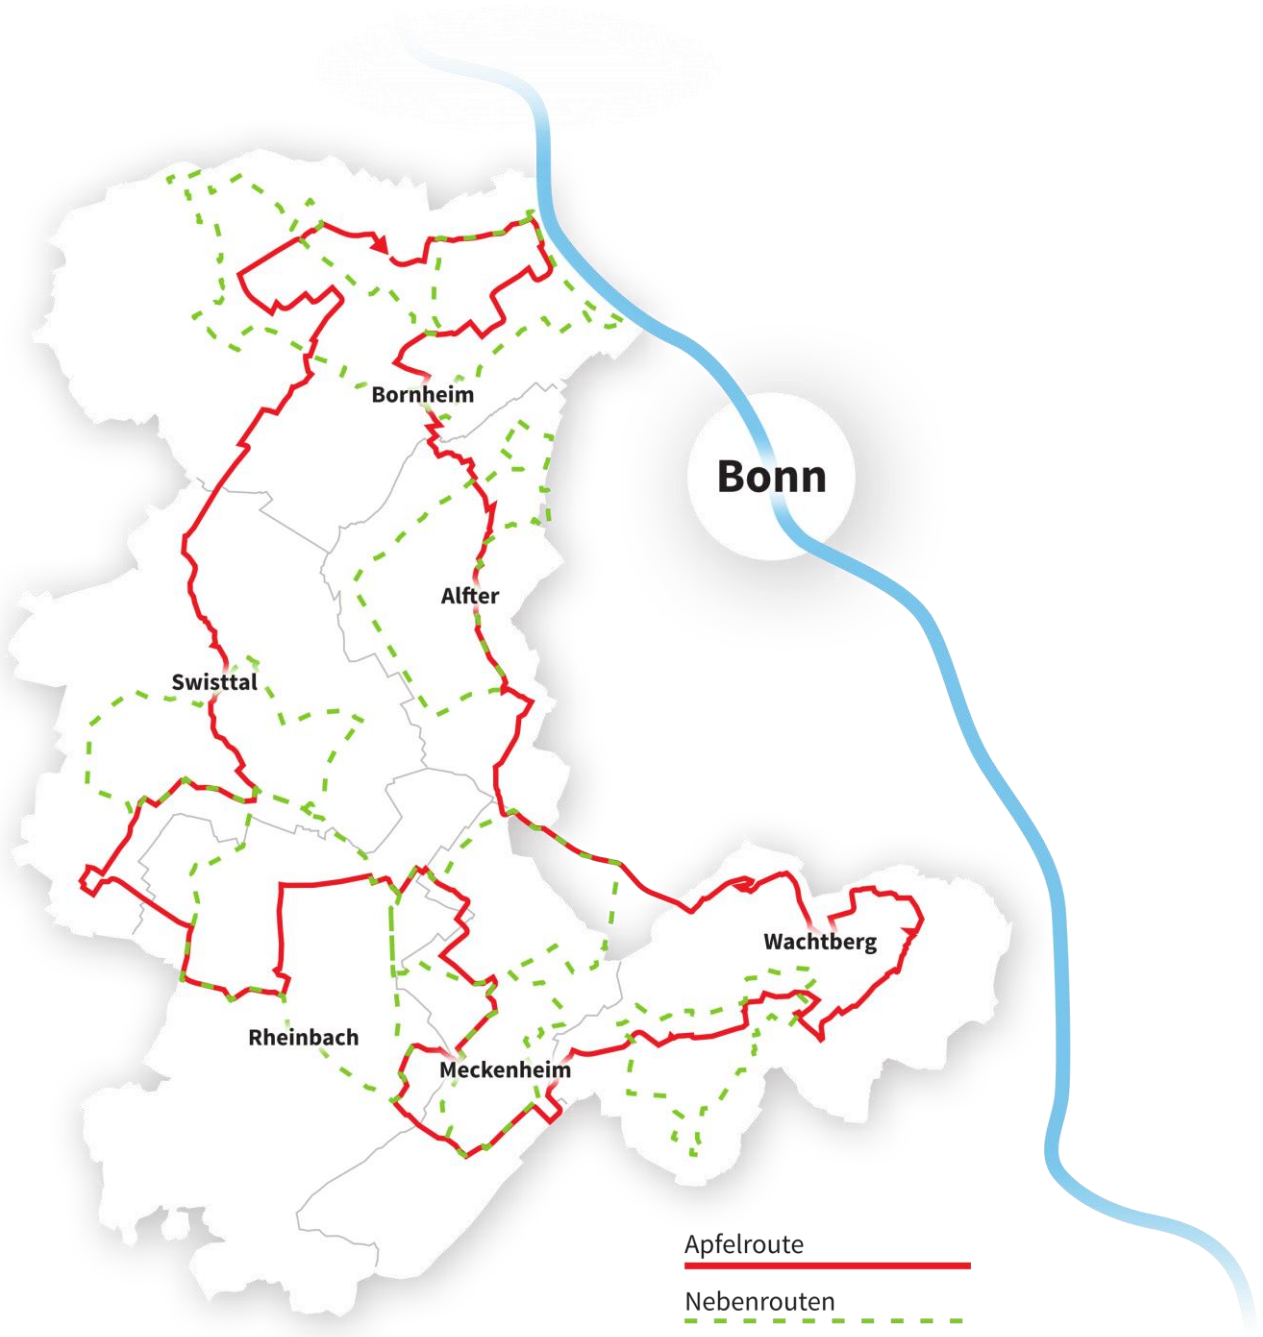 Bornheim
Bonn
Alfter
Swisttal
Wachtberg
Rheinbach
Meckenheim
Apfelroute
Nebenrouten